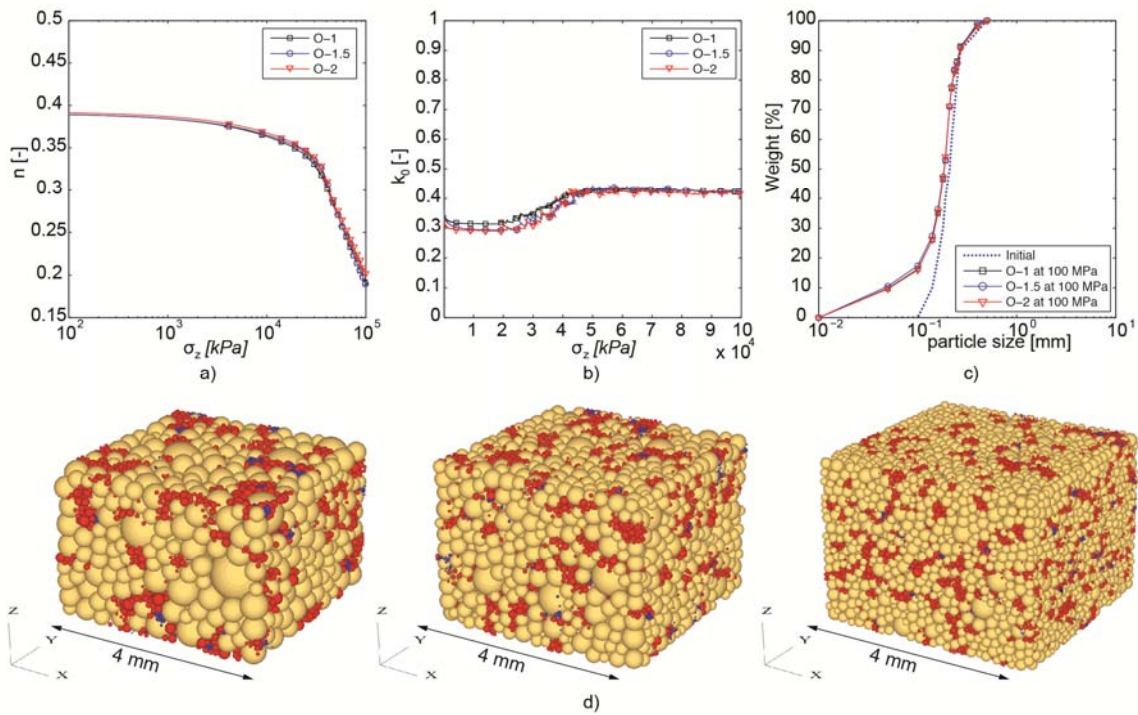 0.5
0.45
0.4
0.35
0.3
0.25
0.2
0.15
n [-]
10^2
10^3
10^4
10^5
σ_z [kPa]
O-1
O-1.5
O-2
a)
1
0.9
0.8
0.7
0.6
0.5
0.4
0.3
0.2
0.1
0
k_0 [-]
1 2 3 4 5 6 7 8 9 10
x 10^4
σ_z [kPa]
O-1
O-1.5
O-2
b)
100
90
80
70
60
50
40
30
20
10
0
Weight [%]
10^-2
10^-1
10^0
10^1
particle size [mm]
Initial
O-1 at 100 MPa
O-1.5 at 100 MPa
O-2 at 100 MPa
c)
Z
Y
X
4 mm
Z
Y
X
4 mm
Z
Y
X
4 mm
d)